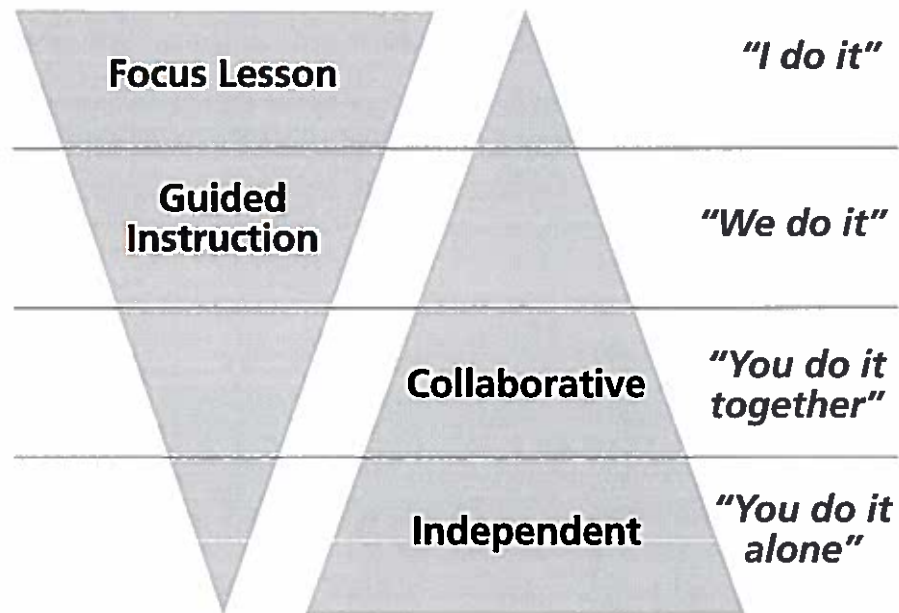 Focus Lesson
"I do it"
Guided
Instruction
"We do it"
Collaborative
"You do it
together"
Independent
"You do it
alone"